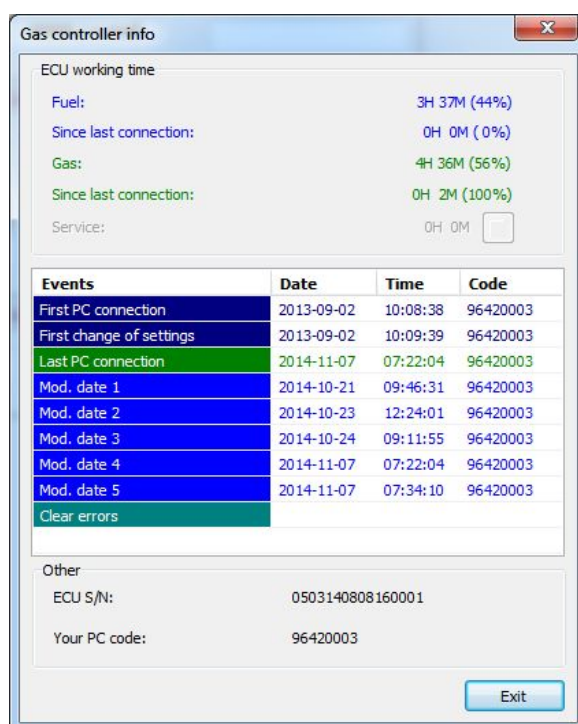 Gas controller info
ECU working time
Fuel: 3H 37M (44%)
Since last connection: 0H 0M ( 0%)
Gas: 4H 36M (56%)
Since last connection: 0H 2M (100%)
Service: 0H 0M
Events Date Time Code
First PC connection 2013-09-02 10:08:38 96420003
First change of settings 2013-09-02 10:09:39 96420003
Last PC connection 2014-11-07 07:22:04 96420003
Mod. date 1 2014-10-21 09:46:31 96420003
Mod. date 2 2014-10-23 12:24:01 96420003
Mod. date 3 2014-10-24 09:11:55 96420003
Mod. date 4 2014-11-07 07:22:04 96420003
Mod. date 5 2014-11-07 07:34:10 96420003
Clear errors
Other
ECU S/N: 0503140808160001
Your PC code: 96420003
Exit